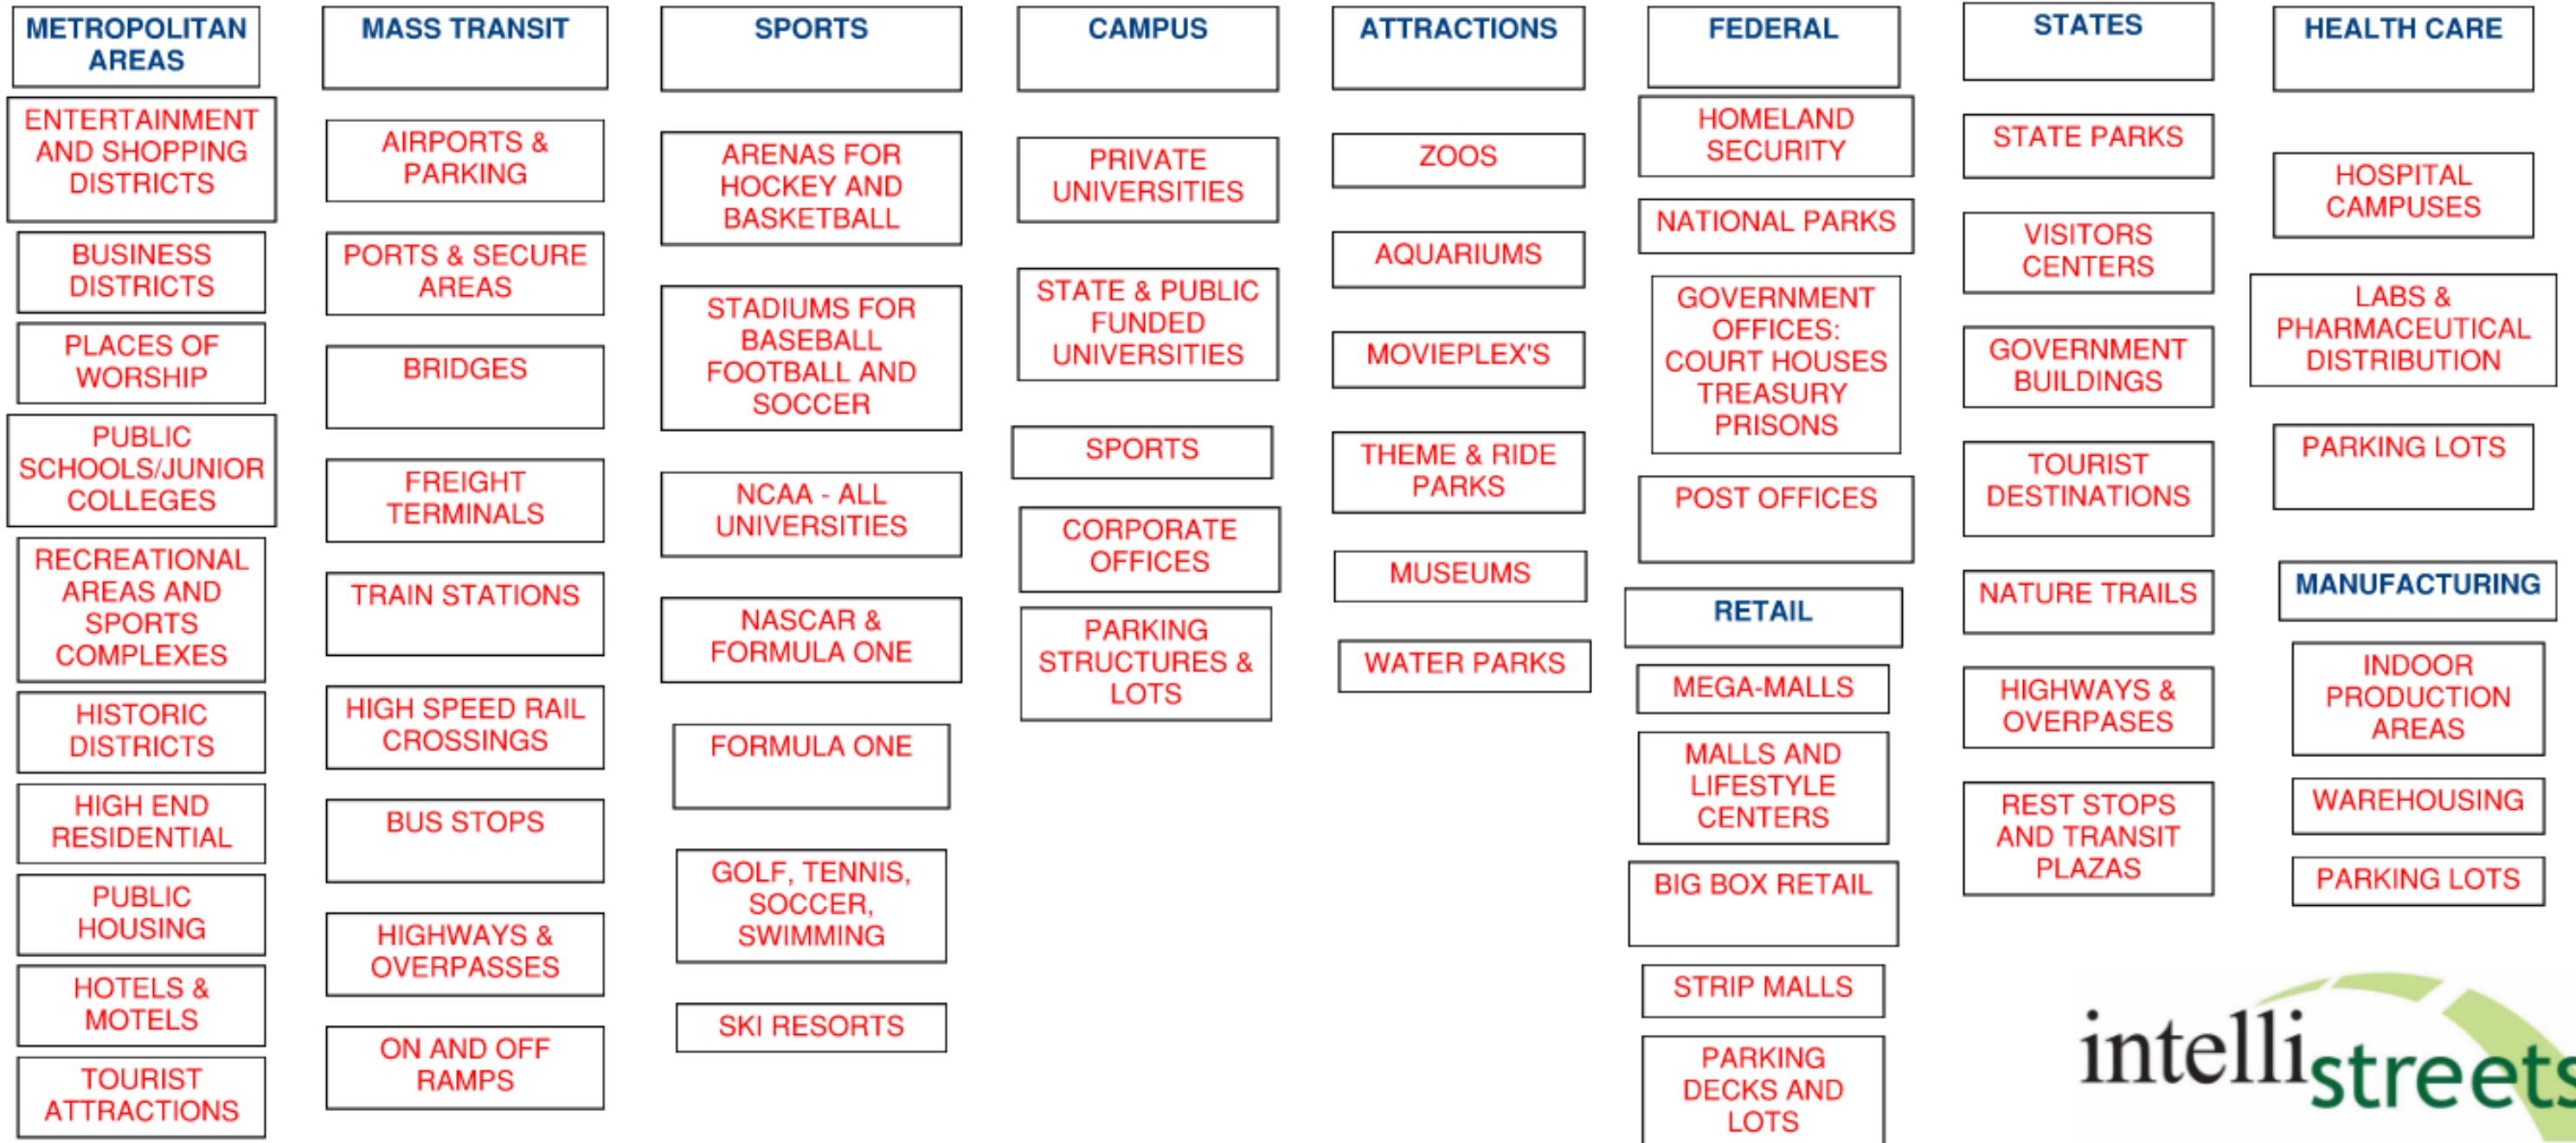 METROPOLITAN
AREAS
ENTERTAINMENT
AND SHOPPING
DISTRICTS
BUSINESS
DISTRICTS
PLACES OF
WORSHIP
PUBLIC
SCHOOLS/JUNIOR
COLLEGES
RECREATIONAL
AREAS AND
SPORTS
COMPLEXES
HISTORIC
DISTRICTS
HIGH END
RESIDENTIAL
PUBLIC
HOUSING
HOTELS &
MOTELS
TOURIST
ATTRACTIONS
MASS TRANSIT
AIRPORTS &
PARKING
PORTS & SECURE
AREAS
BRIDGES
FREIGHT
TERMINALS
TRAIN STATIONS
HIGH SPEED RAIL
CROSSINGS
BUS STOPS
HIGHWAYS &
OVERPASSES
ON AND OFF
RAMPS
SPORTS
ARENAS FOR
HOCKEY AND
BASKETBALL
STADIUMS FOR
BASEBALL
FOOTBALL AND
SOCCER
NCAA - ALL
UNIVERSITIES
NASCAR &
FORMULA ONE
FORMULA ONE
GOLF, TENNIS,
SOCCER,
SWIMMING
SKI RESORTS
CAMPUS
PRIVATE
UNIVERSITIES
STATE & PUBLIC
FUNDED
UNIVERSITIES
SPORTS
CORPORATE
OFFICES
PARKING
STRUCTURES &
LOTS
ATTRACTIONS
ZOOS
AQUARIUMS
MOVIEPLEX'S
THEME & RIDE
PARKS
MUSEUMS
WATER PARKS
FEDERAL
HOMELAND
SECURITY
NATIONAL PARKS
GOVERNMENT
OFFICES:
COURT HOUSES
TREASURY
PRISONS
POST OFFICES
RETAIL
MEGA-MALLS
MALLS AND
LIFESTYLE
CENTERS
BIG BOX RETAIL
STRIP MALLS
PARKING
DECKS AND
LOTS
STATES
STATE PARKS
VISITORS
CENTERS
GOVERNMENT
BUILDINGS
TOURIST
DESTINATIONS
NATURE TRAILS
HIGHWAYS &
OVERPASES
REST STOPS
AND TRANSIT
PLAZAS
HEALTH CARE
HOSPITAL
CAMPUSES
LABS &
PHARMACEUTICAL
DISTRIBUTION
PARKING LOTS
MANUFACTURING
INDOOR
PRODUCTION
AREAS
WAREHOUSING
PARKING LOTS
intellistreets